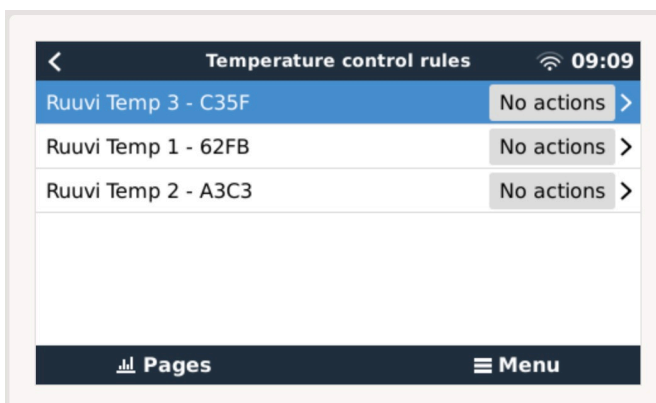 Temperature control rules 09:09
Ruuvi Temp 3 - C35F No actions
Ruuvi Temp 1 - 62FB No actions
Ruuvi Temp 2 - A3C3 No actions
Pages Menu